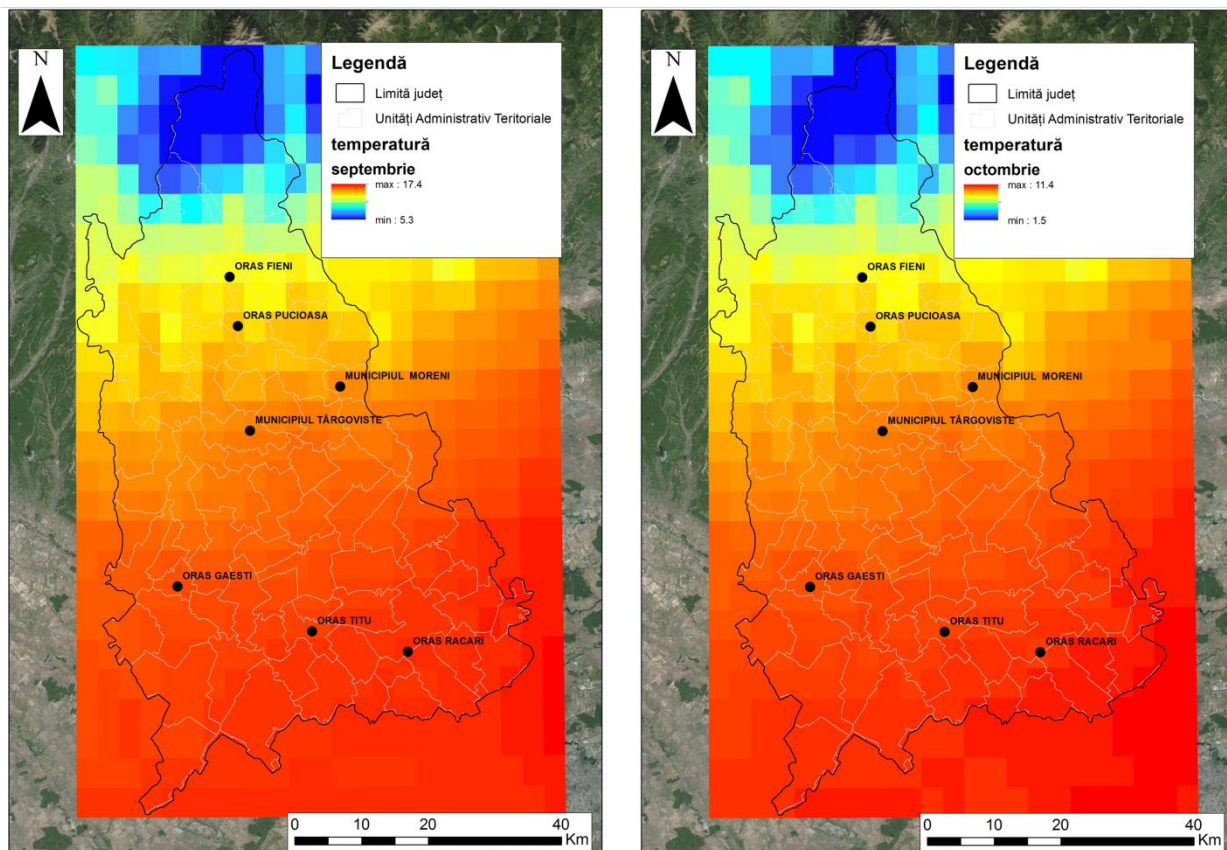 N
Legendă
Limită județ
Unități Administrativ Teritoriale
temperatură
septembrie
max : 17.4
min : 5.3
ORAS FIENI
ORAS PUCIOASA
MUNICIPIUL MORENI
MUNICIPIUL TÂRGOVISTE
ORAS GAESTI
ORAS TITU
ORAS RACARI
0 10 20 40
Km
N
Legendă
Limită județ
Unități Administrativ Teritoriale
temperatură
octombrie
max : 11.4
min : 1.5
ORAS FIENI
ORAS PUCIOASA
MUNICIPIUL MORENI
MUNICIPIUL TÂRGOVISTE
ORAS GAESTI
ORAS TITU
ORAS RACARI
0 10 20 40
Km